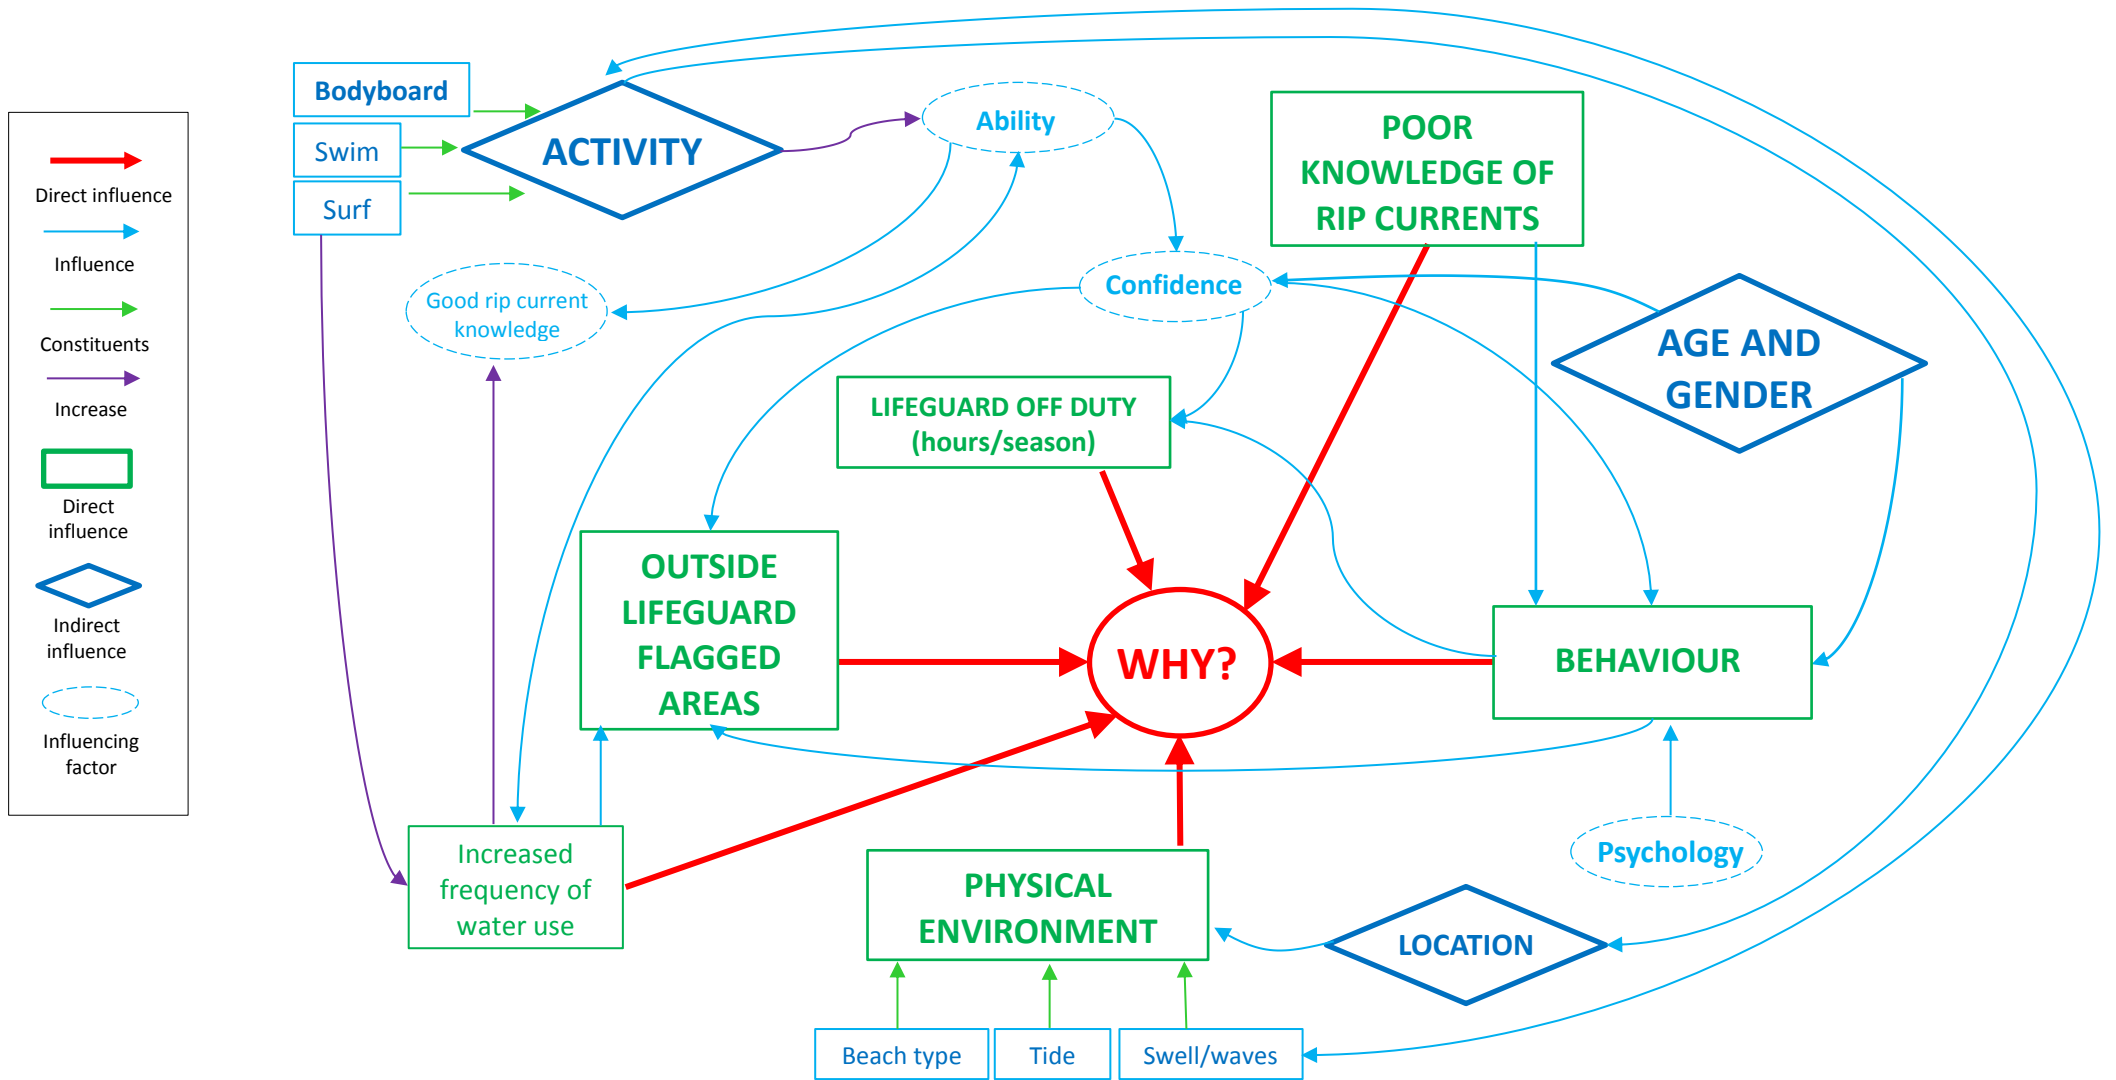 Direct influence
Influence
Constituents
Increase
Direct
influence
Indirect
influence
Influencing
factor
Bodyboard
Swim
Surf
ACTIVITY
Ability
POOR
KNOWLEDGE OF
RIP CURRENTS
Good rip current
knowledge
Confidence
AGE AND
GENDER
LIFEGUARD OFF DUTY
(hours/season)
OUTSIDE
LIFEGUARD
FLAGGED
AREAS
WHY?
BEHAVIOUR
Increased
frequency of
water use
PHYSICAL
ENVIRONMENT
Psychology
LOCATION
Beach type
Tide
Swell/waves